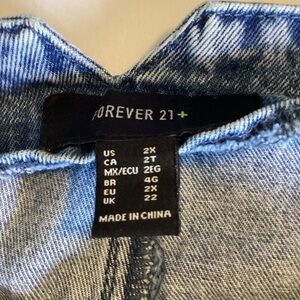 FOREVER 21+
US 2X
CA 2T
MX/ECU 2EG
BR 4G
EU 2X
UK 22
MADE IN CHINA